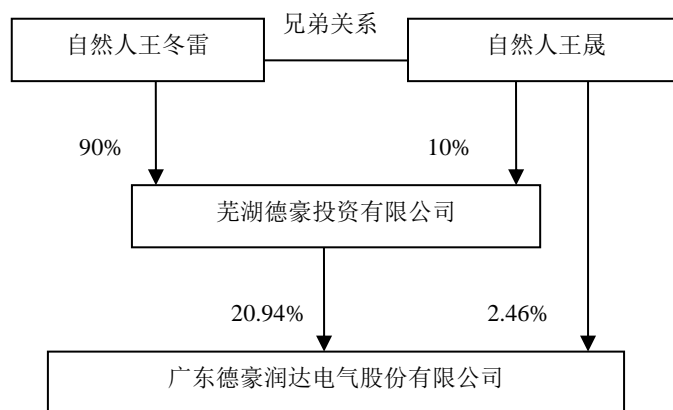 兄弟关系
自然人王冬雷
自然人王晟
90%
10%
芜湖德豪投资有限公司
20.94%
2.46%
广东德豪润达电气股份有限公司